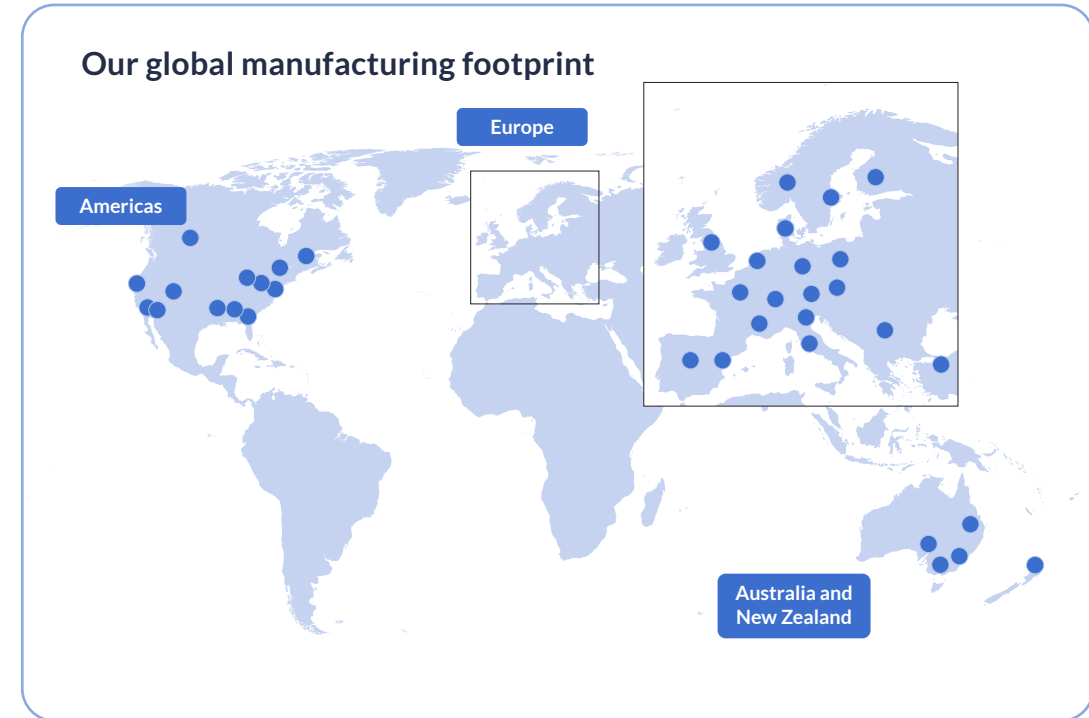 Our global manufacturing footprint
Europe
Americas
Australia and
New Zealand